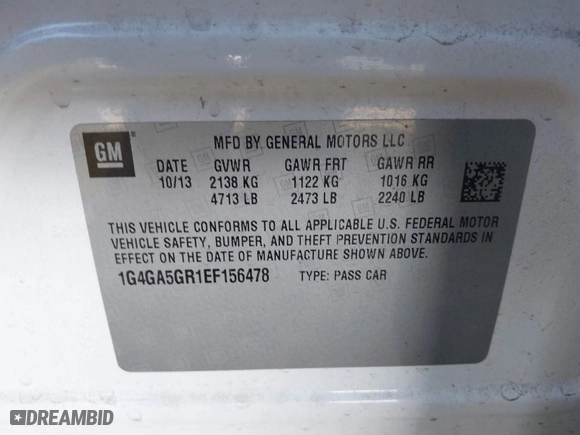 GM
MFD BY GENERAL MOTORS LLC
DATE GVWR GAWR FRT GAWR RR
10/13 2138 KG 1122 KG 1016 KG
4713 LB 2473 LB 2240 LB
THIS VEHICLE CONFORMS TO ALL APPLICABLE U.S. FEDERAL MOTOR
VEHICLE SAFETY, BUMPER, AND THEFT PREVENTION STANDARDS IN
EFFECT ON THE DATE OF MANUFACTURE SHOWN ABOVE.
1G4GA5GR1EF156478 TYPE: PASS CAR
DREAMBID